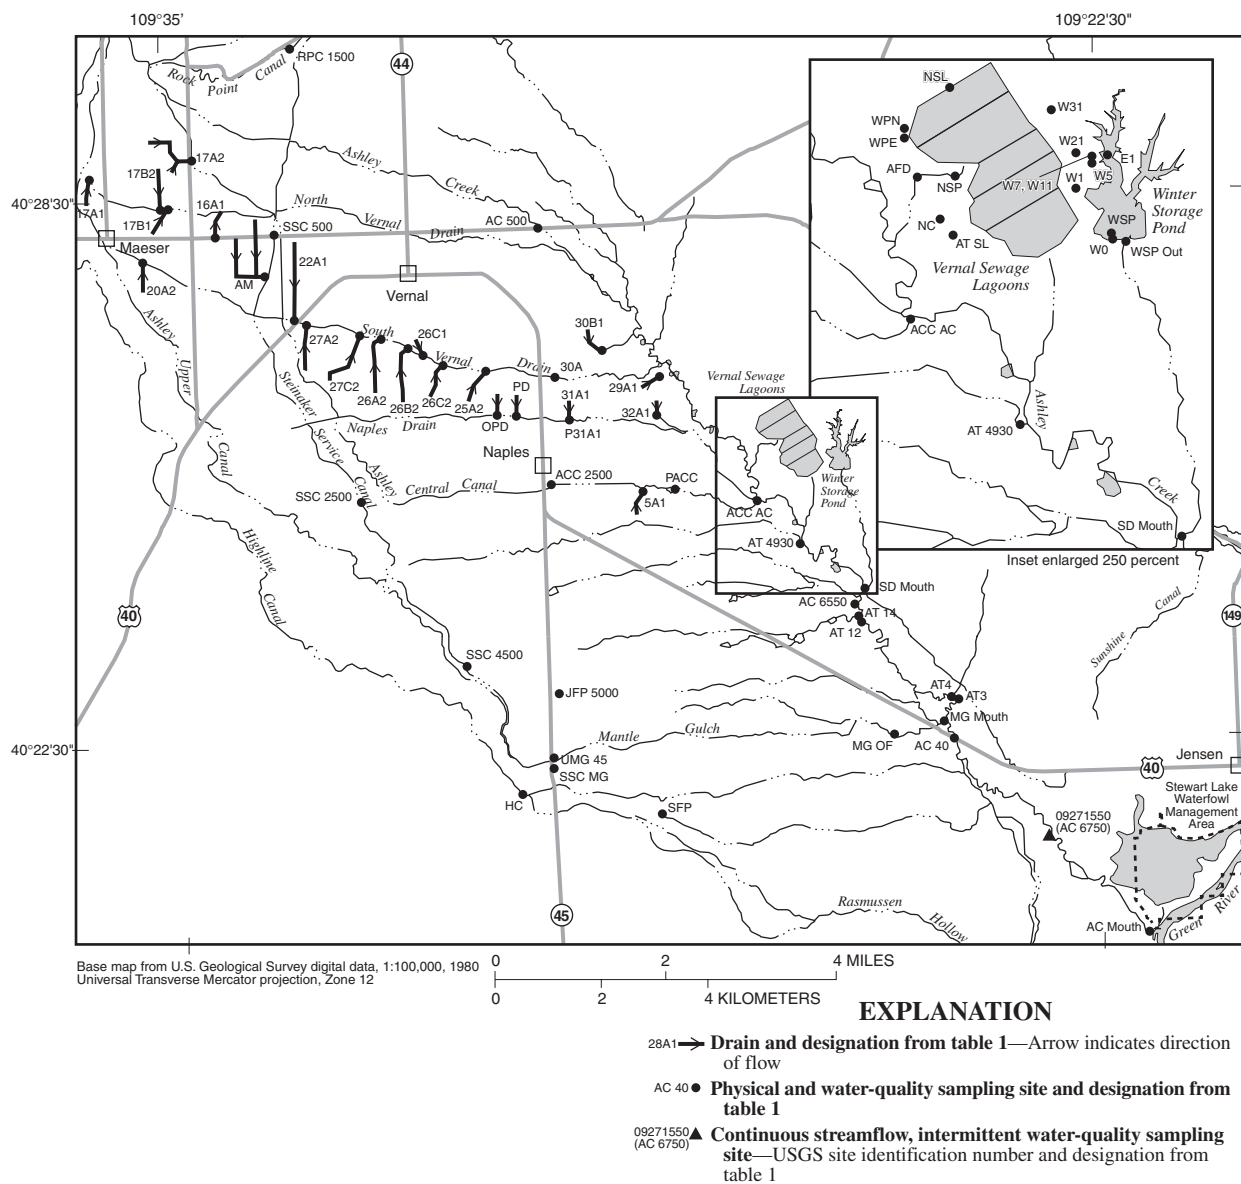 109°35'
109°22'30"
RPC 1500
Rock
Point
Canal
44
17A2
Ashley
Creek
17B2
40°28'30"
17A1
17B1
16A1
North
Vernal
Drain
SSC 500
AC 500
Maeser
22A1
AM
20A2
Vernal
Ashley
Upper
Canal
27A2
South
Vernal
Drain
26C1
30B1
30A
27C2
26A2
26B2
26C2
25A2
PD
31A1
29A1
Steinaker
Service
Canal
Naples
Drain
OPD
P31A1
32A1
Naples
Ashley
Central
Canal
SSC 2500
ACC 2500
PACC
5A1
Vernal Sewage
Lagoons
Winter
Storage
Pond
ACC AC
AT 4930
SD Mouth
AC 6550
AT 14
AT 12
Highline
Canal
40
SSC 4500
JFP 5000
AT4
AT3
MG Mouth
40°22'30"
Mantle
Gulch
MG OF
AC 40
UMG 45
SSC MG
HC
SFP
40
Jensen
149
Sunshine
Canal
Stewart Lake
Waterfowl
Management
Area
09271550
(AC 6750)
Rasmussen
Hollow
45
AC Mouth
Green
River
NSL
W31
WPN
WPE
W21
E1
AFD
NSP
W7, W11
W1
W5
Winter
Storage
Pond
NC
AT SL
WSP
W0
WSP Out
Vernal Sewage
Lagoons
ACC AC
Ashley
AT 4930
Creek
SD Mouth
Inset enlarged 250 percent
Base map from U.S. Geological Survey digital data, 1:100,000, 1980
Universal Transverse Mercator projection, Zone 12
0 2 4 MILES
0 2 4 KILOMETERS
EXPLANATION
28A1 Drain and designation from table 1—Arrow indicates direction
of flow
AC 40 Physical and water-quality sampling site and designation from
table 1
09271550
(AC 6750)
Continuous streamflow, intermittent water-quality sampling
site—USGS site identification number and designation from
table 1